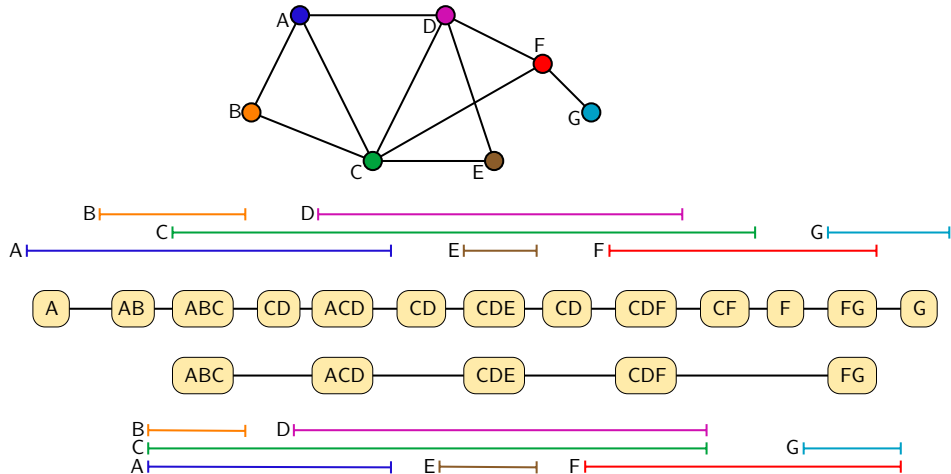 A D F
B G
C E
B D
C G
A E F
A AB ABC CD ACD CD CDE CD CDF CF F FG G
ABC ACD CDE CDF FG
B D
C G
A E F